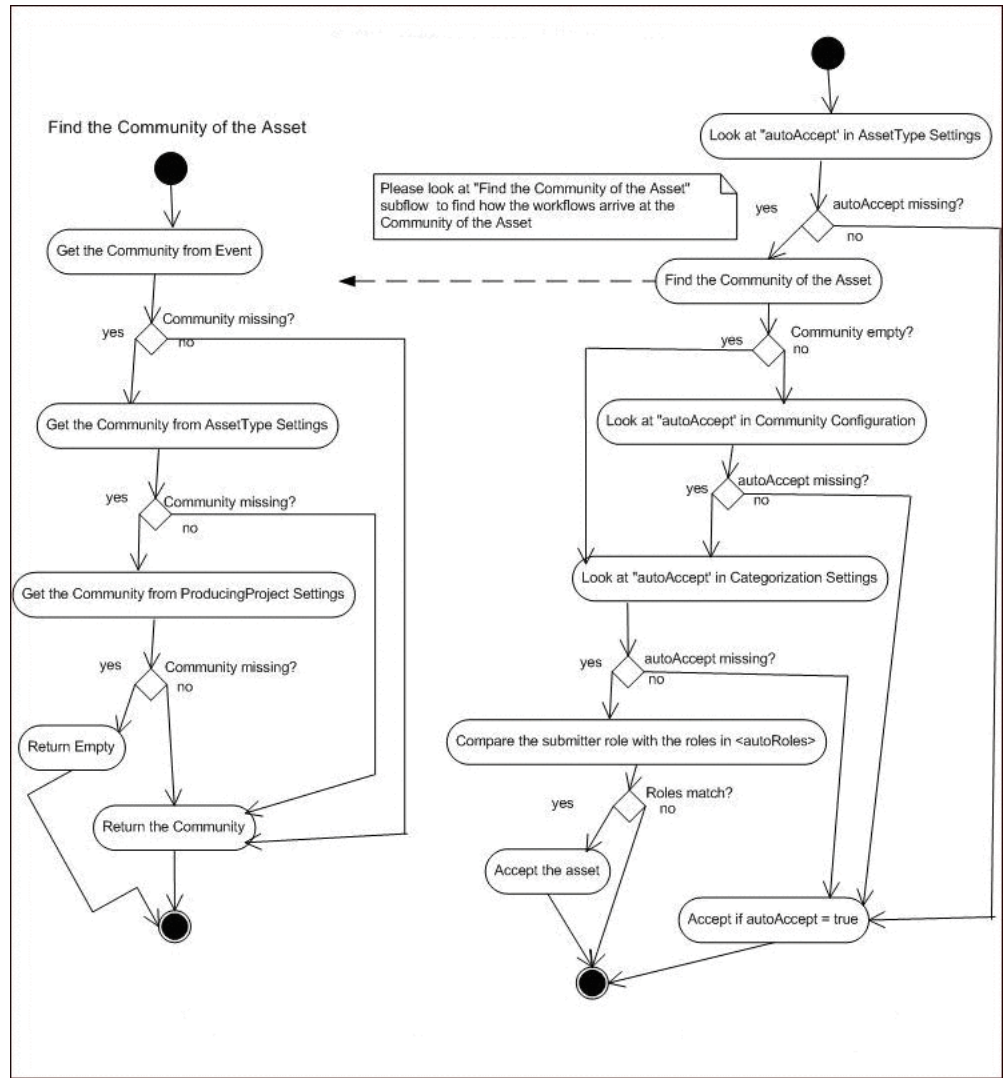 Find the Community of the Asset
Get the Community from Event
Community missing?
yes
no
Get the Community from AssetType Settings
Community missing?
yes
no
Get the Community from ProducingProject Settings
Community missing?
yes
no
Return Empty
Return the Community
Please look at "Find the Community of the Asset"
subflow to find how the workflows arrive at the
Community of the Asset
Look at "autoAccept' in AssetType Settings
autoAccept missing?
yes
no
Find the Community of the Asset
Community empty?
yes
no
Look at "autoAccept' in Community Configuration
autoAccept missing?
yes
no
Look at "autoAccept' in Categorization Settings
autoAccept missing?
yes
no
Compare the submitter role with the roles in <autoRoles>
Roles match?
yes
no
Accept the asset
Accept if autoAccept = true